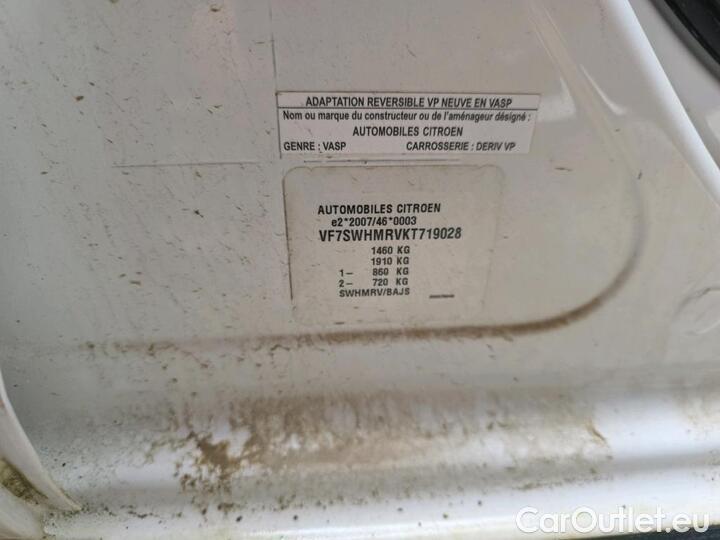 ADAPTATION REVERSIBLE VP NEUVE EN VASP
Nom ou marque du constructeur ou de l'aménageur désigné :
AUTOMOBILES CITROEN
GENRE : VASP CARROSSERIE : DERIV VP
AUTOMOBILES CITROEN
e2*2007/46*0003
VF7SWHMRVKT719028
1460 KG
1910 KG
1– 860 KG
2– 720 KG
SWHMRV/BAJS
CarOutlet.eu